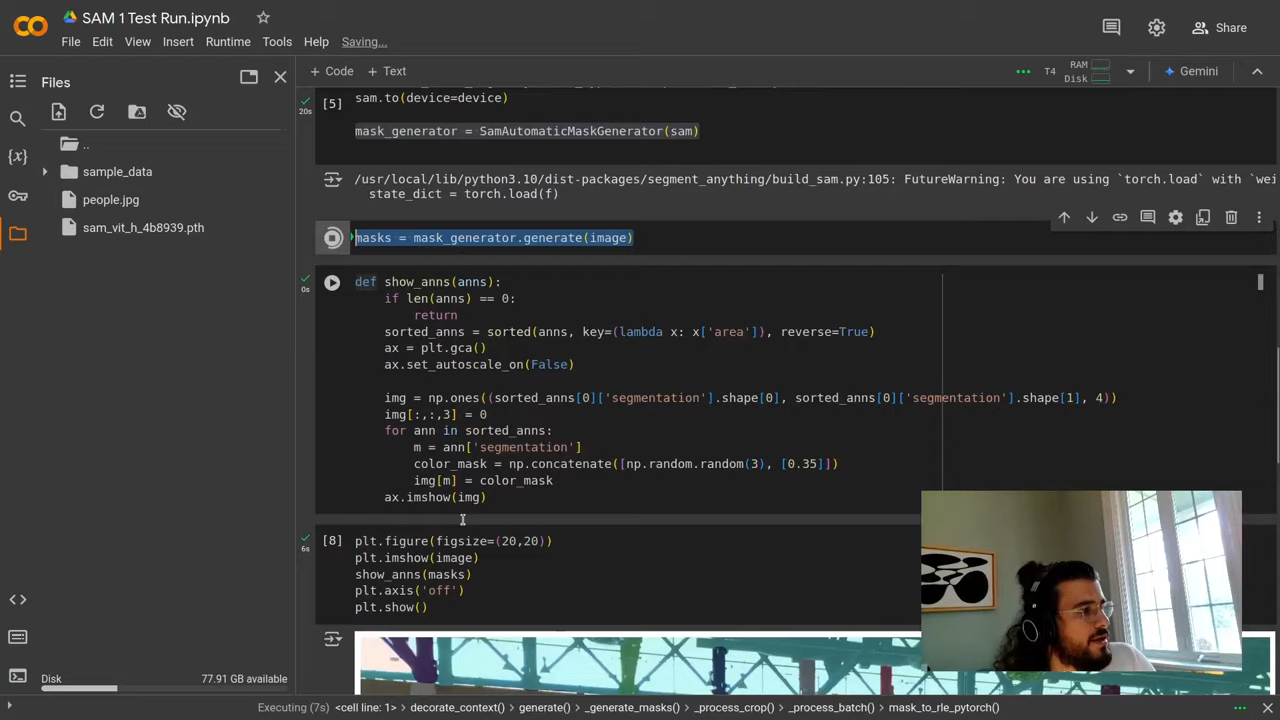 SAM 1 Test Run.ipynb
File Edit View Insert Runtime Tools Help Saving...
Share
Files
+ Code + Text
RAM
T4
Disk
Gemini
..
sample_data
people.jpg
sam_vit_h_4b8939.pth
20s
[5]
sam.to(device=device)
mask_generator = SamAutomaticMaskGenerator(sam)
/usr/local/lib/python3.10/dist-packages/segment_anything/build_sam.py:105: FutureWarning: You are using `torch.load` with `wei
state_dict = torch.load(f)
masks = mask_generator.generate(image)
0s
def show_anns(anns):
if len(anns) == 0:
return
sorted_anns = sorted(anns, key=(lambda x: x['area']), reverse=True)
ax = plt.gca()
ax.set_autoscale_on(False)
img = np.ones((sorted_anns[0]['segmentation'].shape[0], sorted_anns[0]['segmentation'].shape[1], 4))
img[:,:,3] = 0
for ann in sorted_anns:
m = ann['segmentation']
color_mask = np.concatenate([np.random.random(3), [0.35]])
img[m] = color_mask
ax.imshow(img)
6s
[8]
plt.figure(figsize=(20,20))
plt.imshow(image)
show_anns(masks)
plt.axis('off')
plt.show()
Disk 77.91 GB available
Executing (7s) <cell line: 1> decorate_context() generate() _generate_masks() _process_crop() _process_batch() mask_to_rle_pytorch()